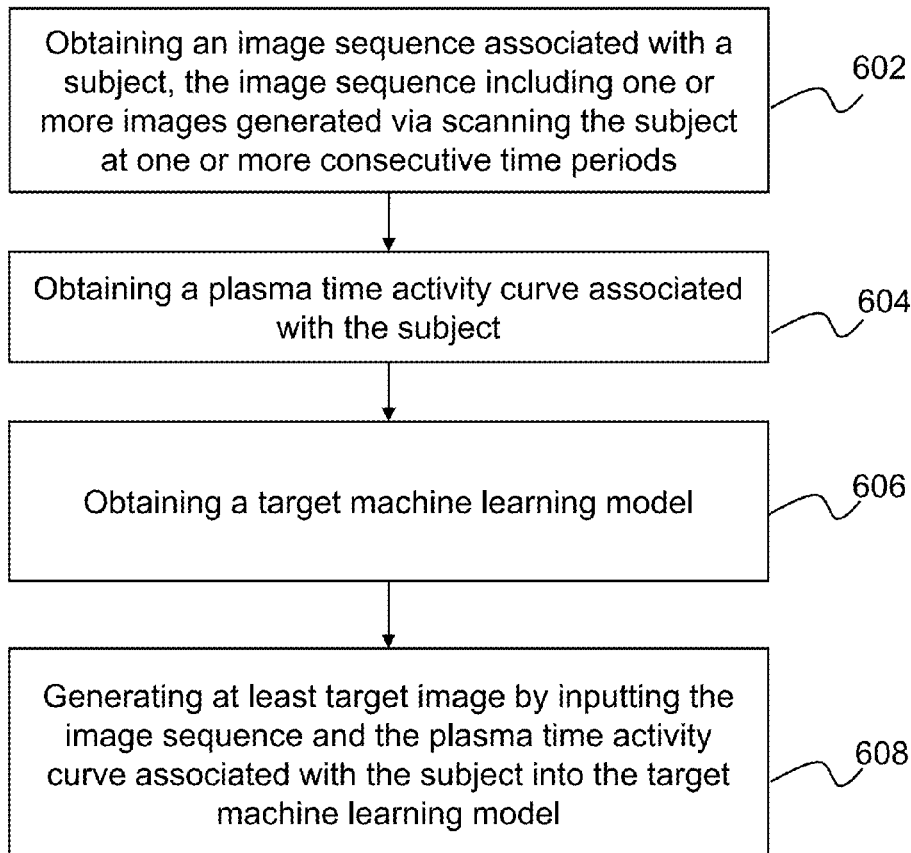 Obtaining an image sequence associated with a
subject, the image sequence including one or
more images generated via scanning the subject
at one or more consecutive time periods
602
Obtaining a plasma time activity curve associated
with the subject
604
Obtaining a target machine learning model
606
Generating at least target image by inputting the
image sequence and the plasma time activity
curve associated with the subject into the target
machine learning model
608